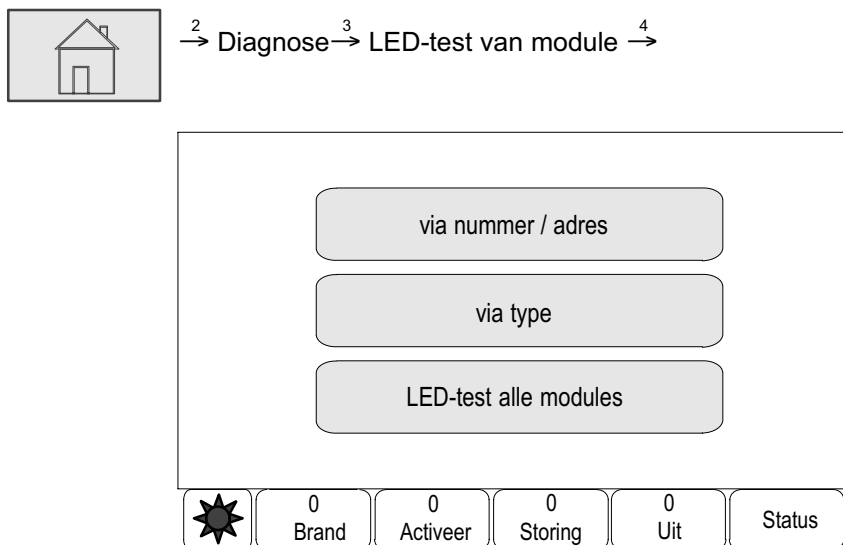 2 → Diagnose 3 → LED-test van module 4 →
via nummer / adres
via type
LED-test alle modules
0 0 0 0
Brand Activeer Storing Uit Status